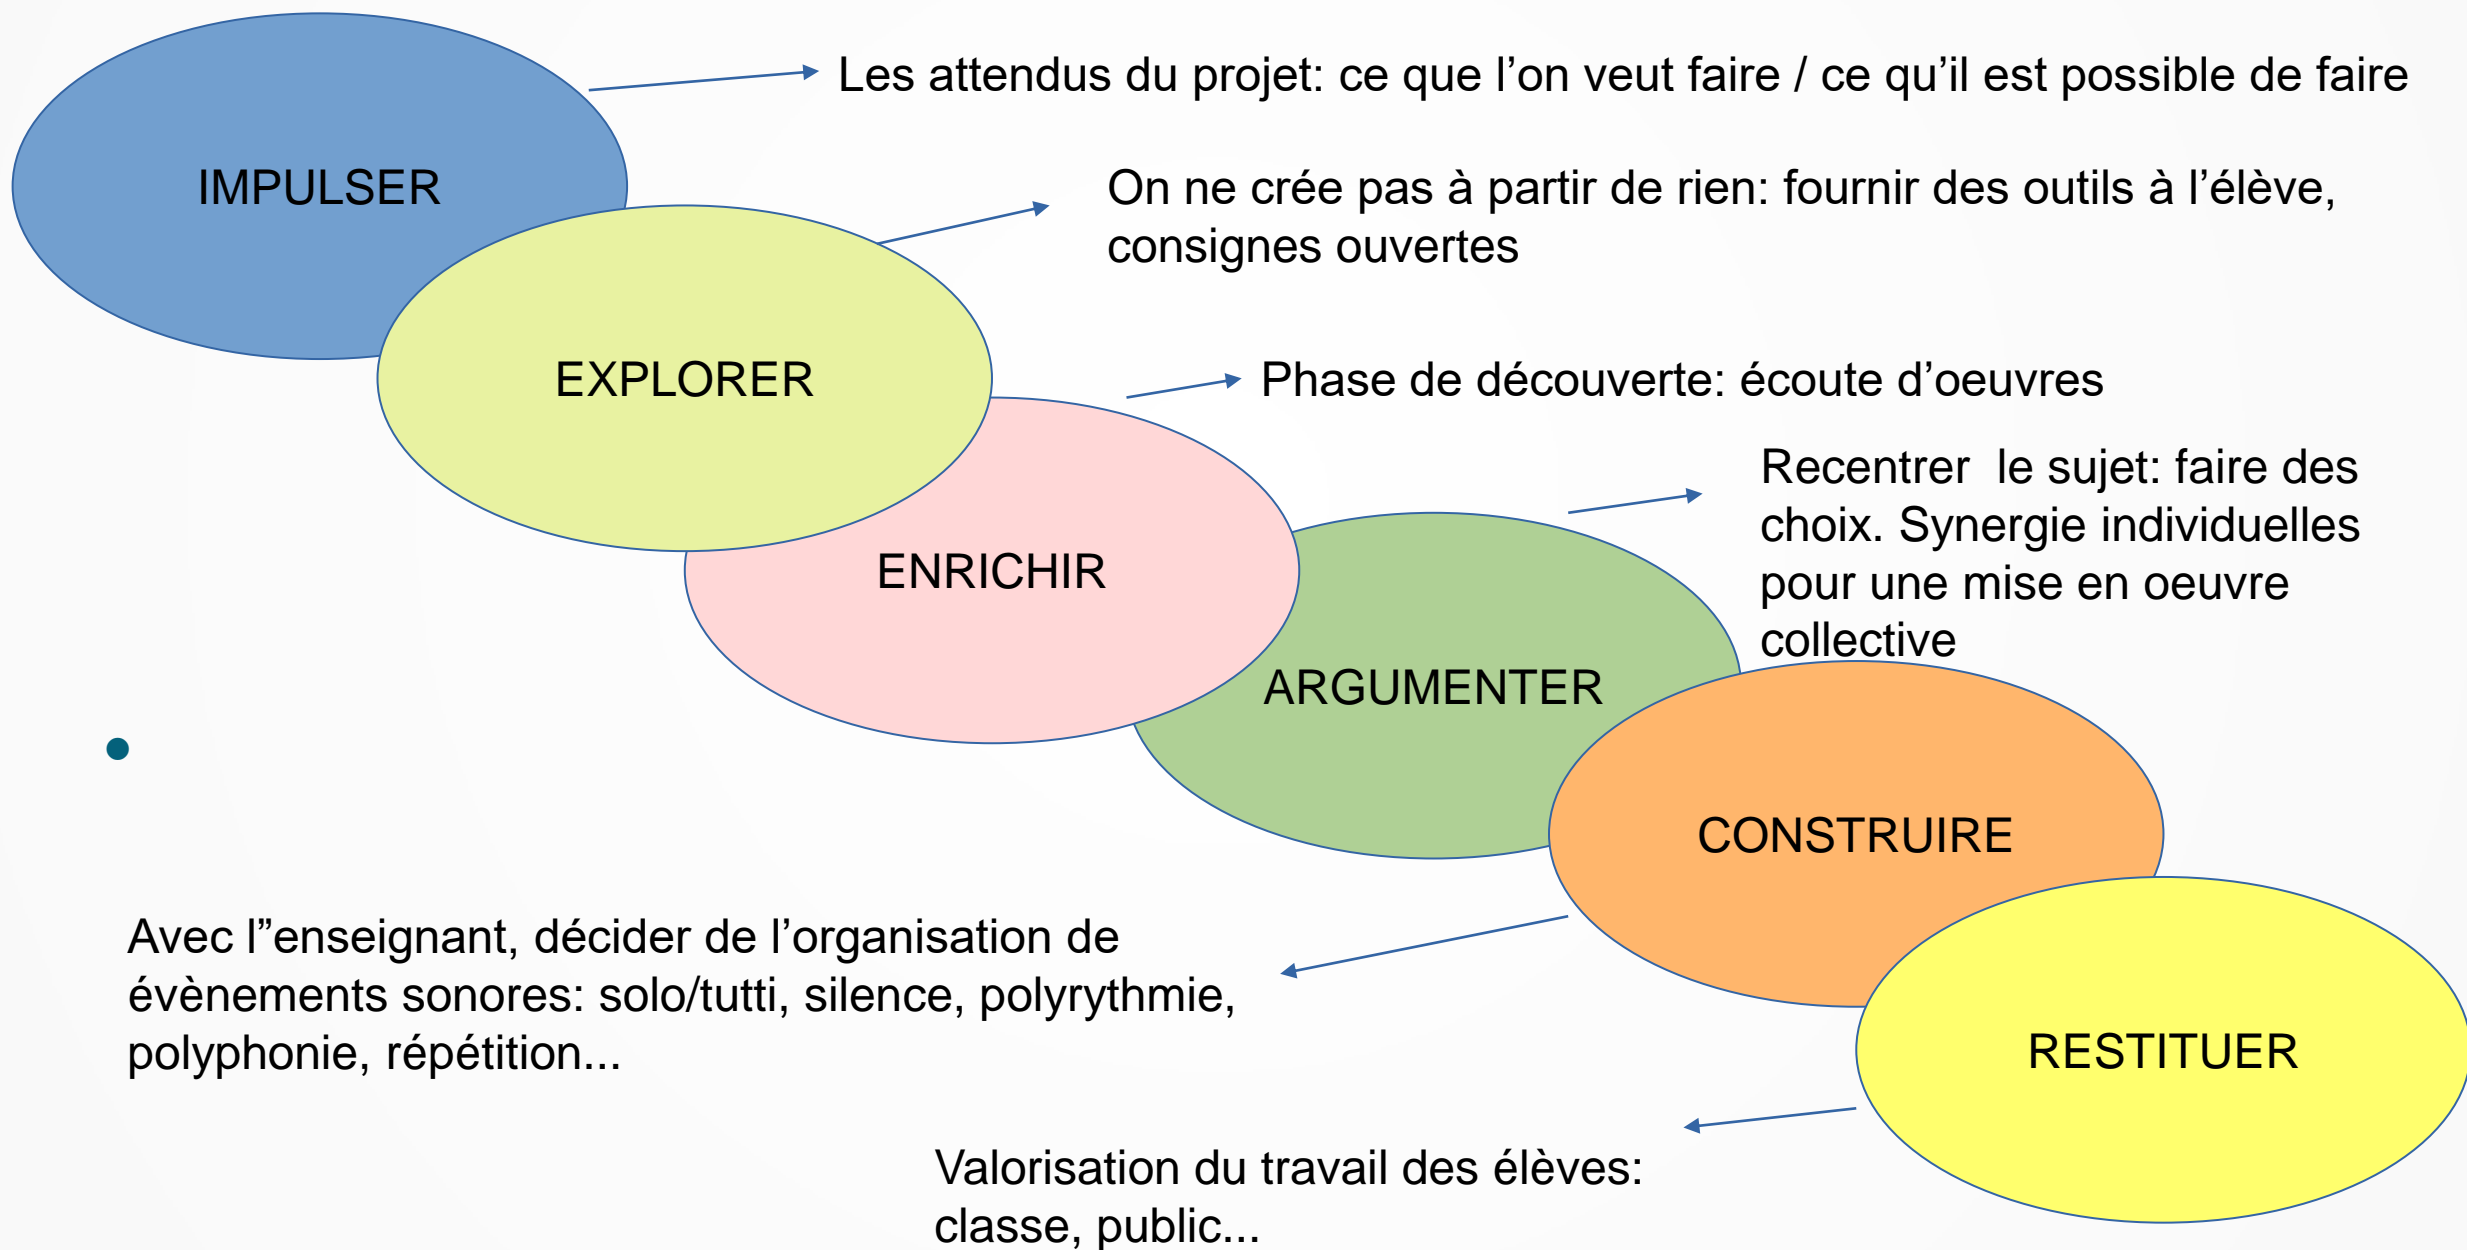 Les attendus du projet: ce que l’on veut faire / ce qu’il est possible de faire
IMPULSER
On ne crée pas à partir de rien: fournir des outils à l’élève,
consignes ouvertes
EXPLORER
Phase de découverte: écoute d’oeuvres
ENRICHIR
Recentrer  le sujet: faire des
choix. Synergie individuelles
pour une mise en oeuvre
collective
ARGUMENTER
CONSTRUIRE
Avec l”enseignant, décider de l’organisation de
évènements sonores: solo/tutti, silence, polyrythmie,
polyphonie, répétition...
RESTITUER
Valorisation du travail des élèves:
classe, public...